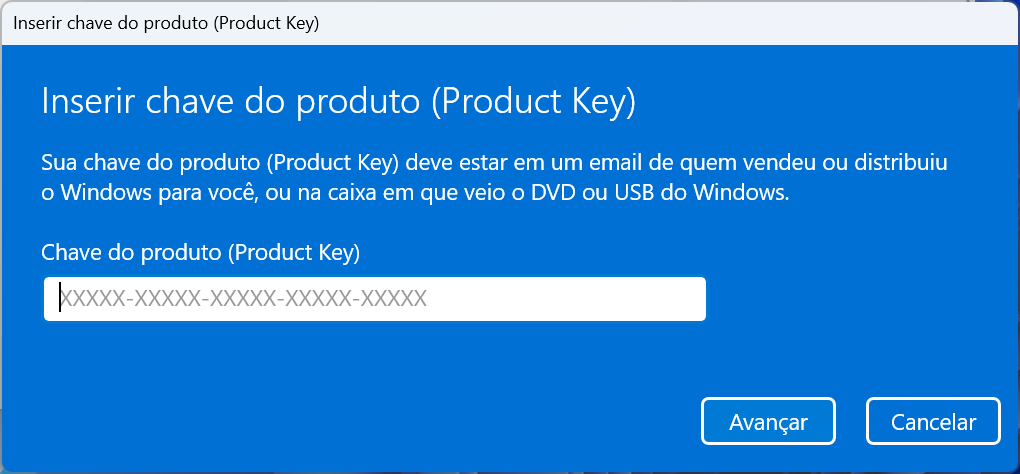 Inserir chave do produto (Product Key)
Inserir chave do produto (Product Key)
Sua chave do produto (Product Key) deve estar em um email de quem vendeu ou distribuiu
o Windows para você, ou na caixa em que veio o DVD ou USB do Windows.
Chave do produto (Product Key)
XXXXX-XXXXX-XXXXX-XXXXX-XXXXX
Avançar
Cancelar